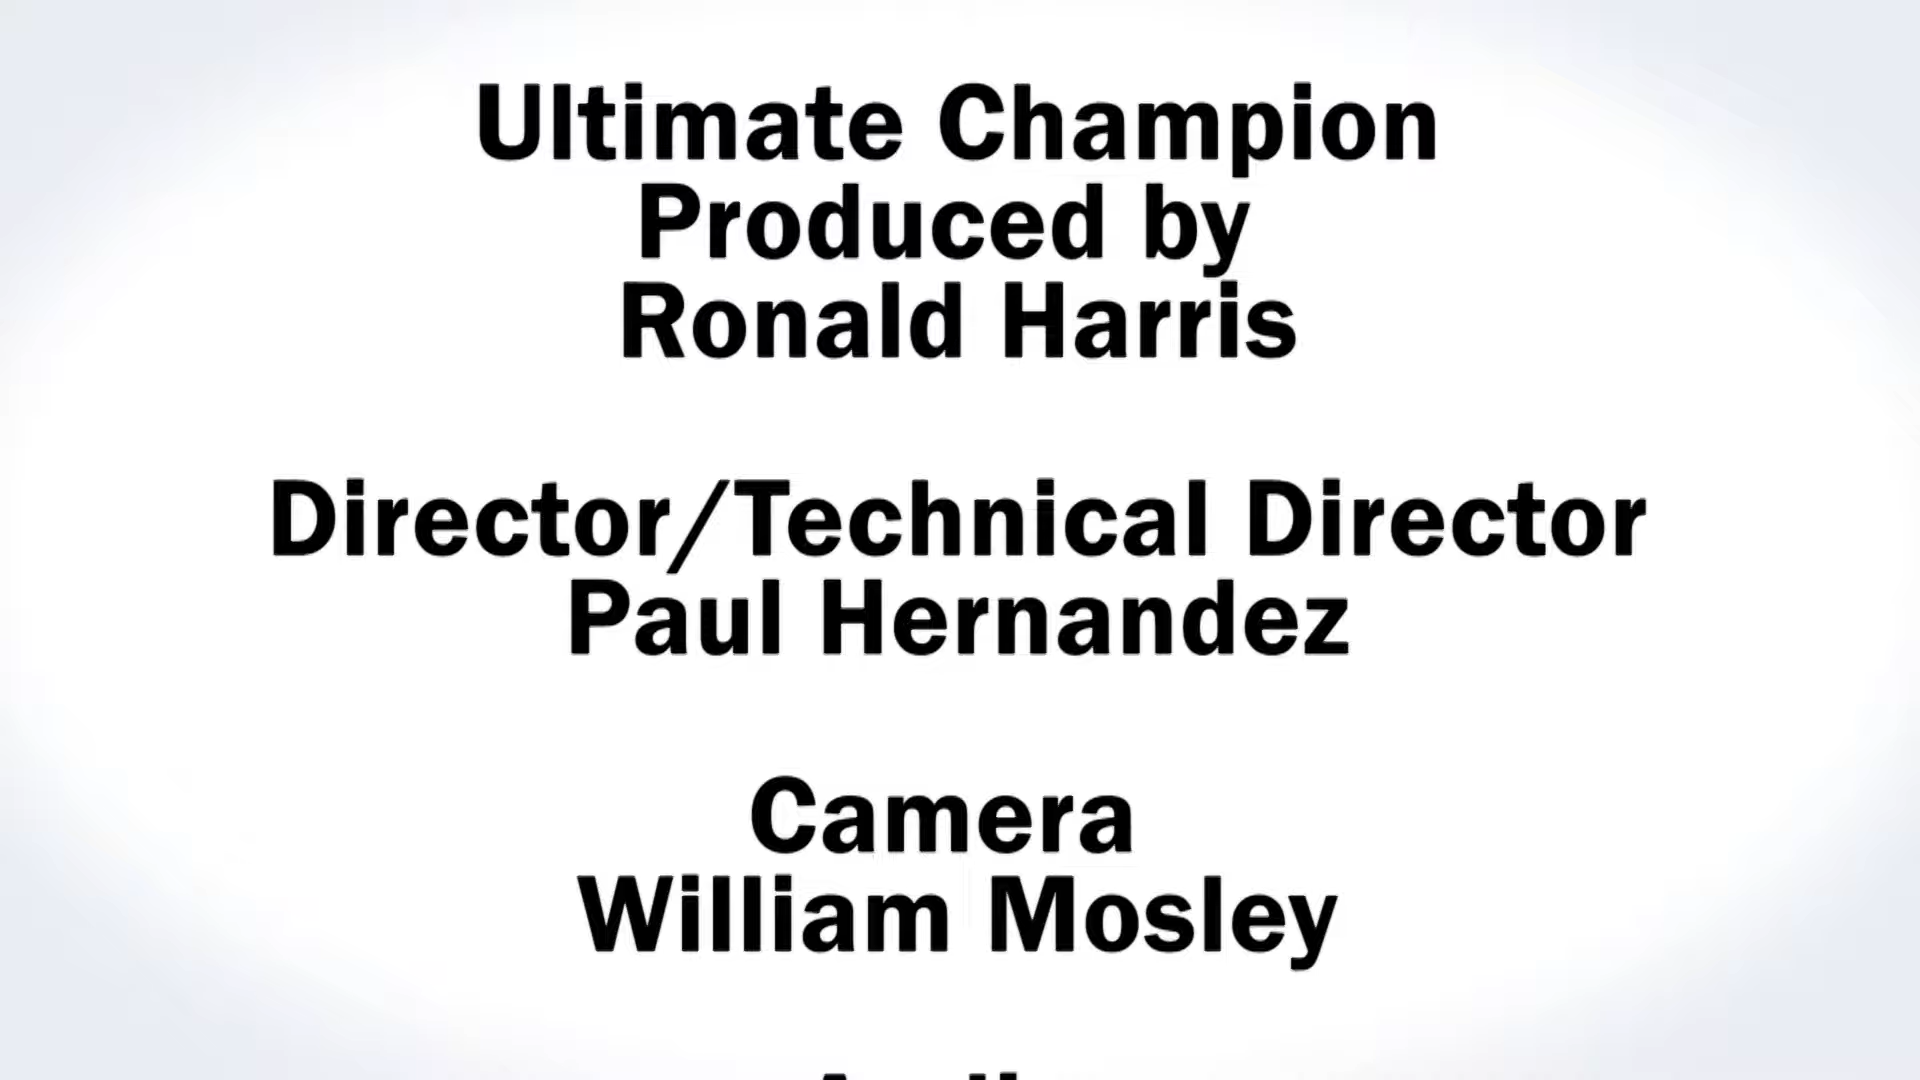 Ultimate Champion
Produced by
Ronald Harris
Director/Technical Director
Paul Hernandez
Camera
William Mosley